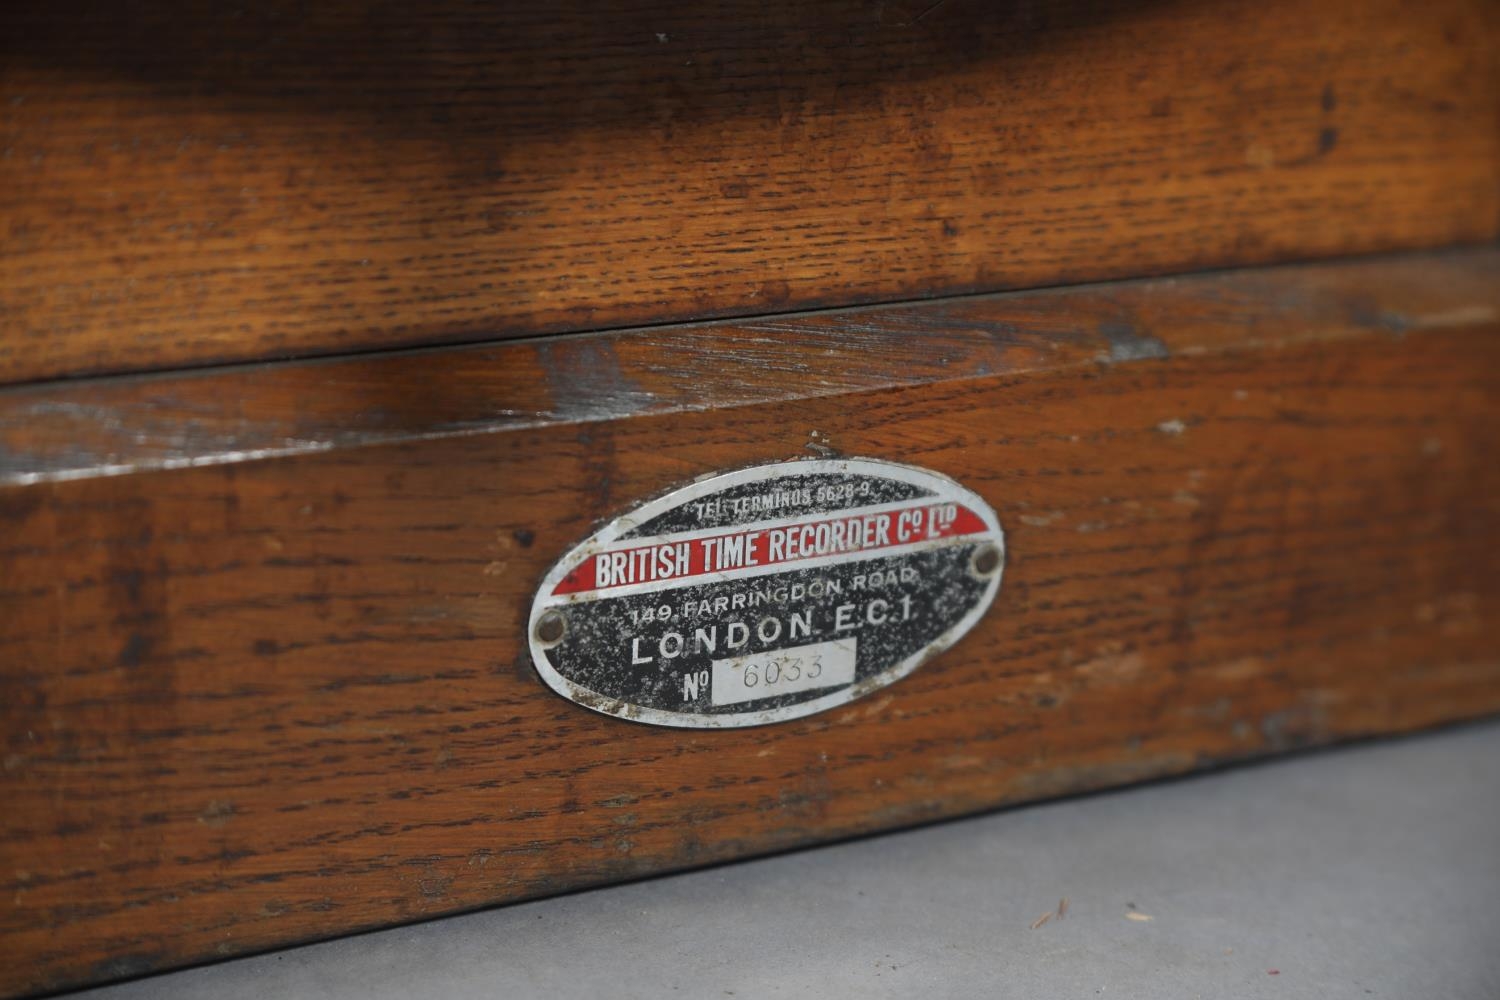 TEL. TERMINUS 5628-9.
BRITISH TIME RECORDER Cº LTD
149, FARRINGDON ROAD
LONDON E.C.1.
Nº 6033